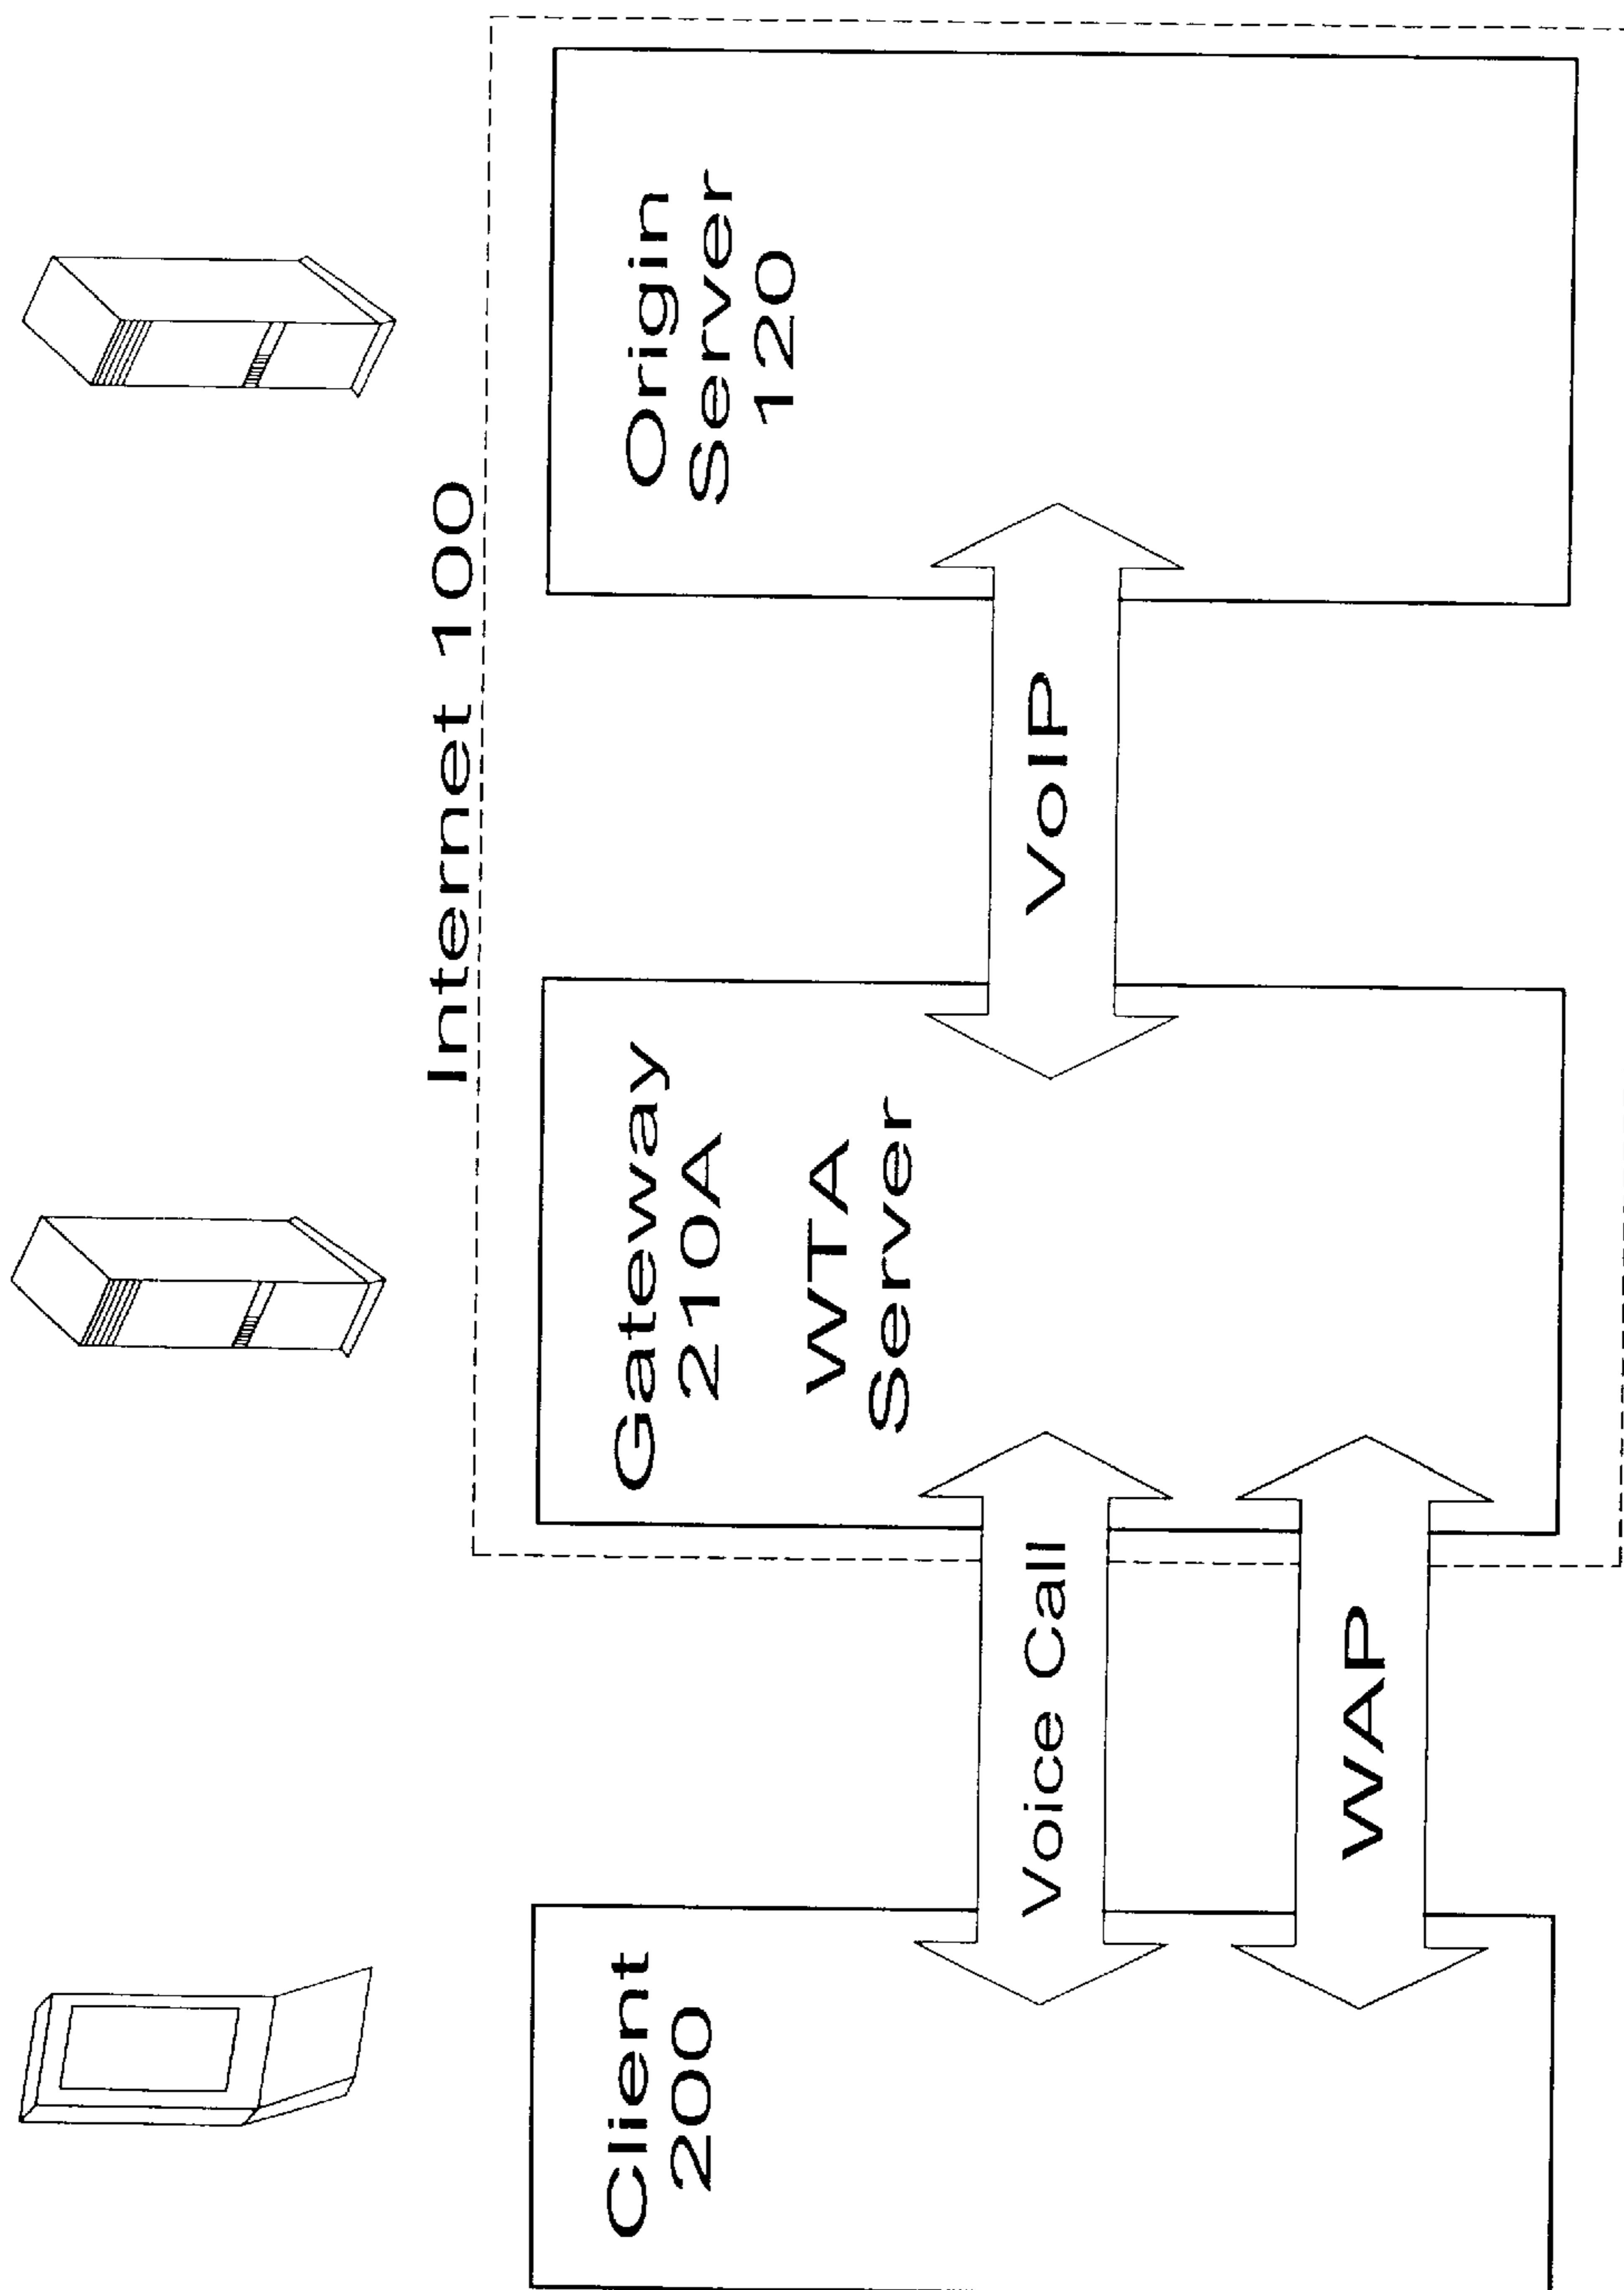 Internet 100
Client
200
Gateway
210A
WTA
Server
Origin
Server
120
Voice Call
WAP
VoIP